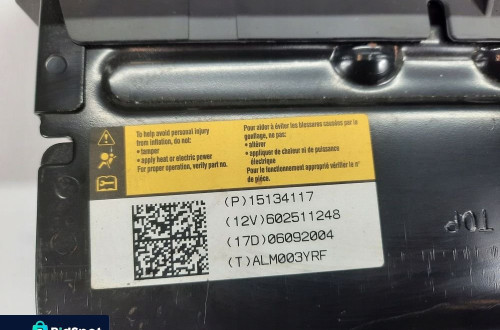 To help avoid personal injury
from inflation, do not:
• tamper
• apply heat or electric power
For proper operation, verify part no.
Pour aider à éviter les blessures causées par le
gonflage, ne pas:
• altérer
• appliquer de chaleur ni de puissance
électrique
Pour le fonctionnement approprié vérifier le nº
de pièce.
(P)15134117
(12V)602511248
(17D)06092004
(T)ALM003YRF
TOP
BidSpot